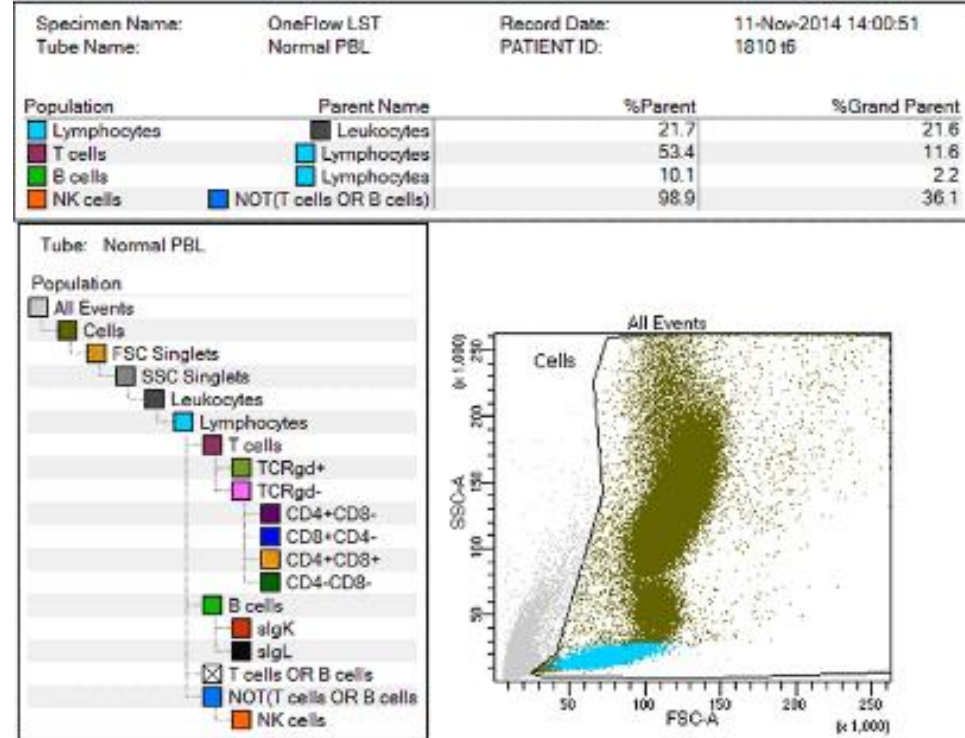 Specimen Name: OneFlow LST Record Date: 11-Nov-2014 14:00:51
Tube Name: Normal PBL PATIENT ID: 1810 t6
Population Parent Name %Parent %Grand Parent
Lymphocytes Leukocytes 21.7 21.6
T cells Lymphocytes 53.4 11.6
B cells Lymphocytes 10.1 2.2
NK cells NOT(T cells OR B cells) 98.9 36.1
Tube: Normal PBL
Population
All Events
Cells
FSC Singlets
SSC Singlets
Leukocytes
Lymphocytes
T cells
TCRgd+
TCRgd-
CD4+CD8-
CD8+CD4-
CD4+CD8+
CD4-CD8-
B cells
sIgK
sIgL
T cells OR B cells
NOT(T cells OR B cells
NK cells
All Events
Cells
(x 1,000)
250
200
150
100
50
SSC-A
50 100 150 200 250
FSC-A
(x 1,000)